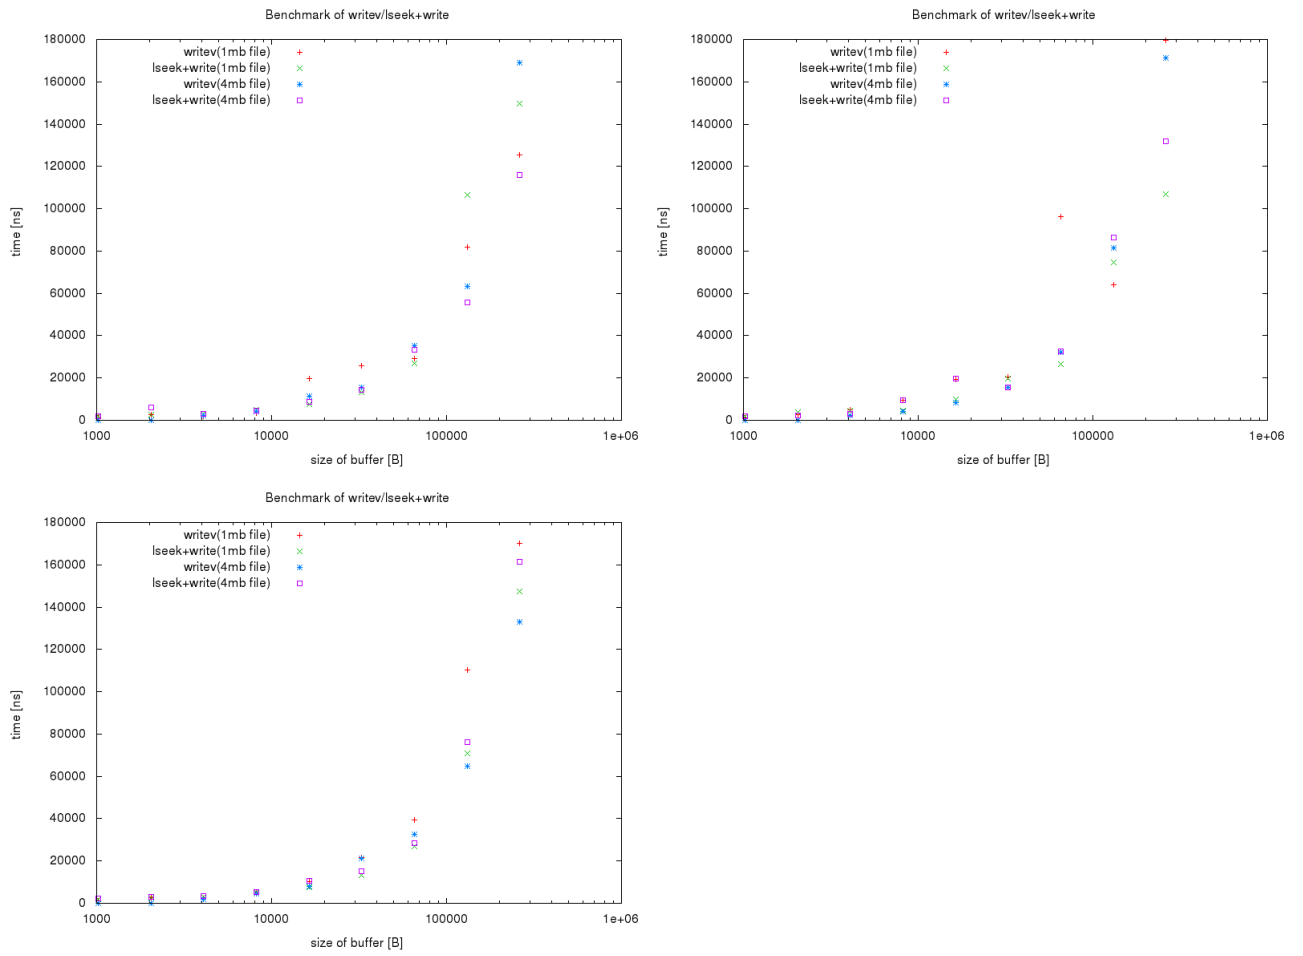 Benchmark of writev/lseek+write
180000
160000
140000
120000
100000
80000
60000
40000
20000
0
time [ns]
writev(1mb file)
lseek+write(1mb file)
writev(4mb file)
lseek+write(4mb file)
1000 10000 100000 1e+06
size of buffer [B]
Benchmark of writev/lseek+write
180000
160000
140000
120000
100000
80000
60000
40000
20000
0
time [ns]
writev(1mb file)
lseek+write(1mb file)
writev(4mb file)
lseek+write(4mb file)
1000 10000 100000 1e+06
size of buffer [B]
Benchmark of writev/lseek+write
180000
160000
140000
120000
100000
80000
60000
40000
20000
0
time [ns]
writev(1mb file)
lseek+write(1mb file)
writev(4mb file)
lseek+write(4mb file)
1000 10000 100000 1e+06
size of buffer [B]